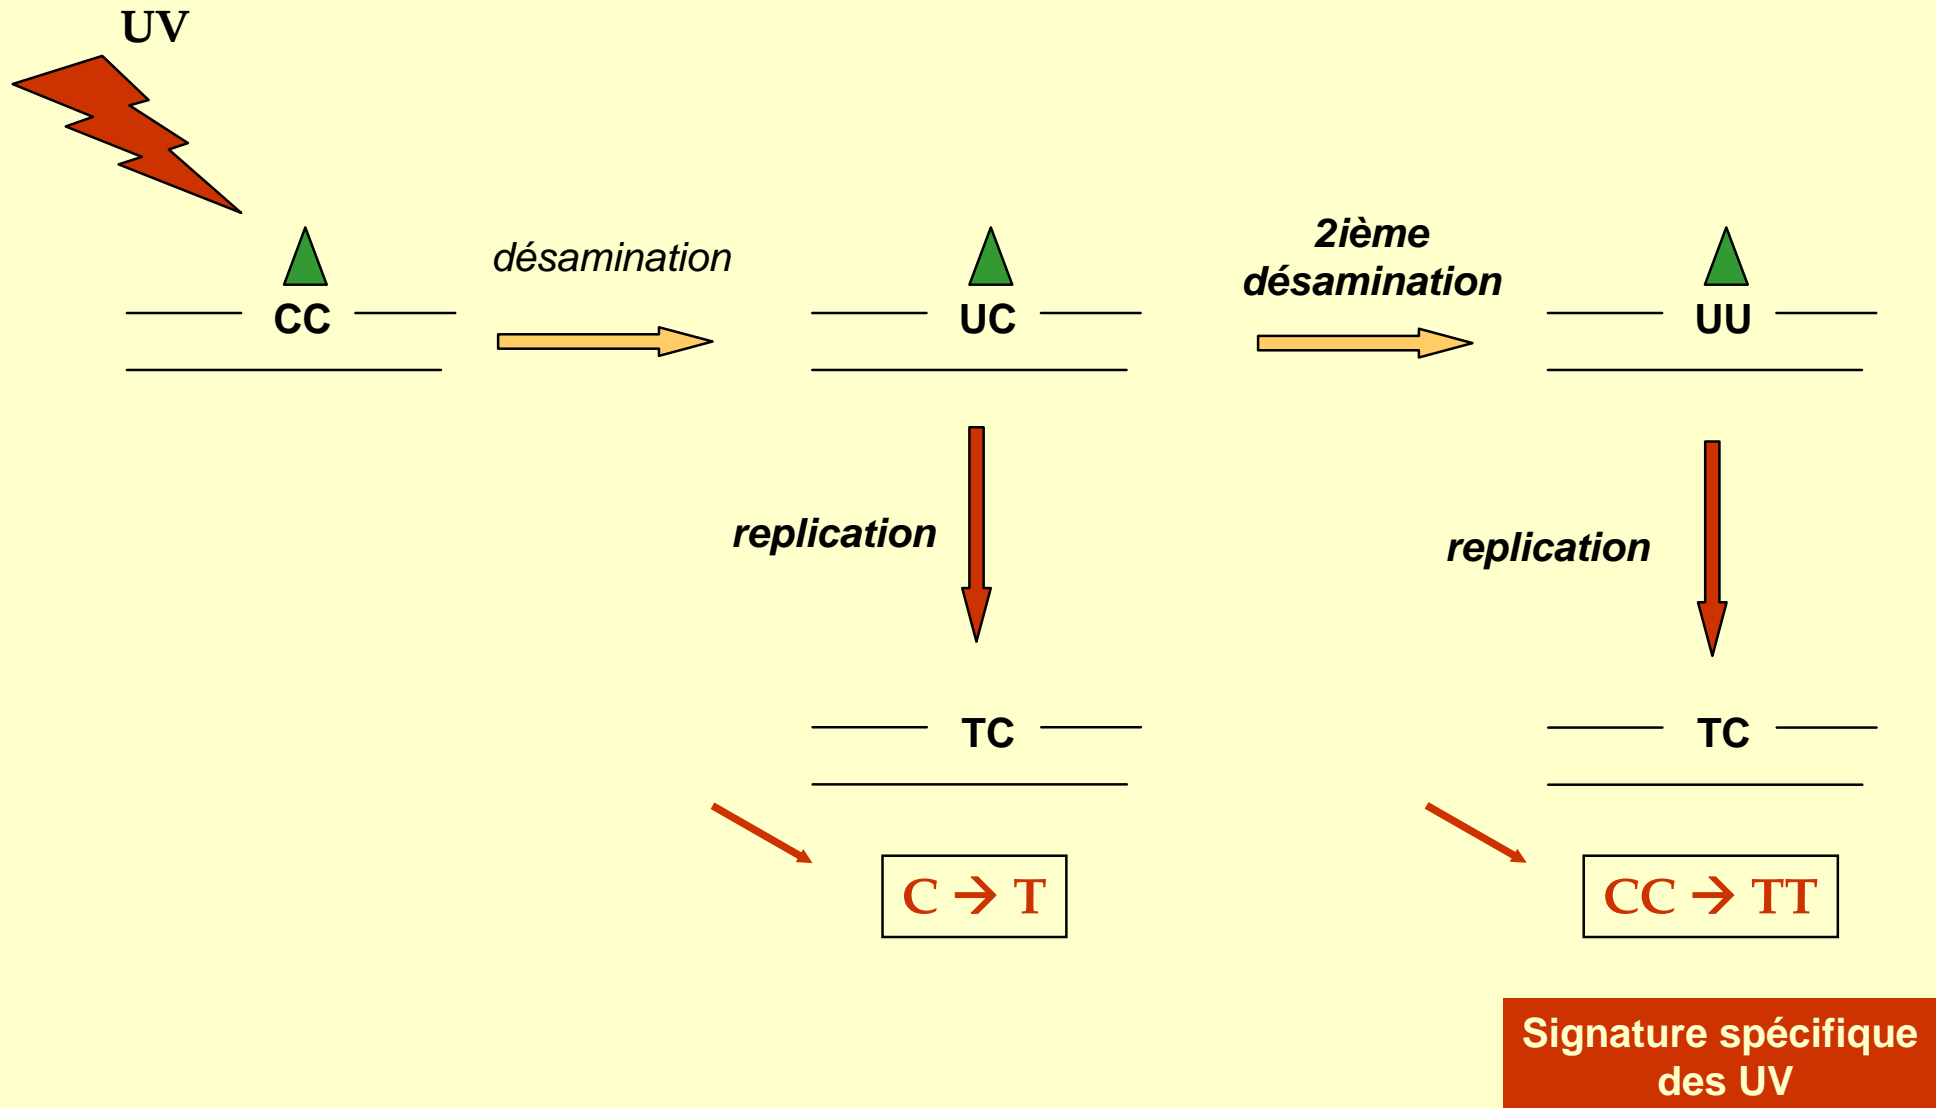 UV
désamination
2ième
désamination
CC
UC
UU
replication
replication
TC
TC
C → T
CC → TT
Signature spécifique
des UV